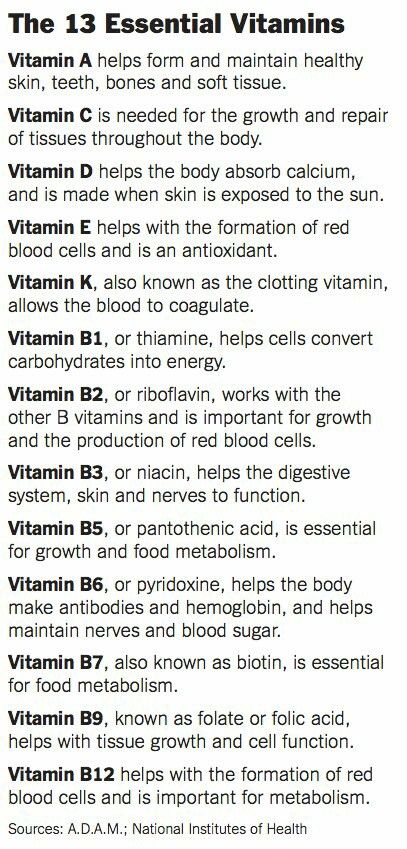 The 13 Essential Vitamins
Vitamin A helps form and maintain healthy
skin, teeth, bones and soft tissue.
Vitamin C is needed for the growth and repair
of tissues throughout the body.
Vitamin D helps the body absorb calcium,
and is made when skin is exposed to the sun.
Vitamin E helps with the formation of red
blood cells and is an antioxidant.
Vitamin K, also known as the clotting vitamin,
allows the blood to coagulate.
Vitamin B1, or thiamine, helps cells convert
carbohydrates into energy.
Vitamin B2, or riboflavin, works with the
other B vitamins and is important for growth
and the production of red blood cells.
Vitamin B3, or niacin, helps the digestive
system, skin and nerves to function.
Vitamin B5, or pantothenic acid, is essential
for growth and food metabolism.
Vitamin B6, or pyridoxine, helps the body
make antibodies and hemoglobin, and helps
maintain nerves and blood sugar.
Vitamin B7, also known as biotin, is essential
for food metabolism.
Vitamin B9, known as folate or folic acid,
helps with tissue growth and cell function.
Vitamin B12 helps with the formation of red
blood cells and is important for metabolism.
Sources: A.D.A.M.; National Institutes of Health